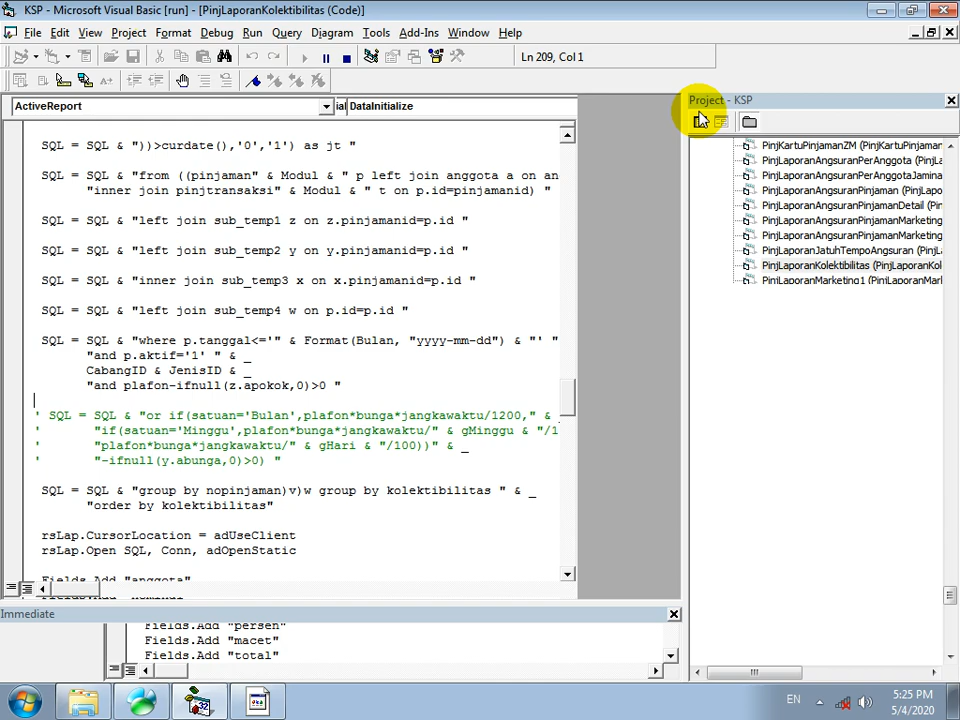 KSP - Microsoft Visual Basic [run] - [PinjLaporanKolektibilitas (Code)]
File Edit View Project Format Debug Run Query Diagram Tools Add-Ins Window Help
Ln 209, Col 1
ActiveReport
DataInitialize
SQL = SQL & "))>curdate(),'0','1') as jt "
SQL = SQL & "from ((pinjaman" & Modul & " p left join anggota a on an
"inner join pinjtransaksi" & Modul & " t on p.id=pinjamanid) "
SQL = SQL & "left join sub_temp1 z on z.pinjamanid=p.id "
SQL = SQL & "left join sub_temp2 y on y.pinjamanid=p.id "
SQL = SQL & "inner join sub_temp3 x on x.pinjamanid=p.id "
SQL = SQL & "left join sub_temp4 w on p.id=p.id "
SQL = SQL & "where p.tanggal<='" & Format(Bulan, "yyyy-mm-dd") & "' "
"and p.aktif='1' " & _
CabangID & JenisID & _
"and plafon-ifnull(z.apokok,0)>0 "
' SQL = SQL & "or if(satuan='Bulan',plafon*bunga*jangkawaktu/1200," & _
' "if(satuan='Minggu',plafon*bunga*jangkawaktu/" & gMinggu & "/1
' "plafon*bunga*jangkawaktu/" & gHari & "/100))" & _
' "-ifnull(y.abunga,0)>0) "
SQL = SQL & "group by nopinjaman)v)w group by kolektibilitas " & _
"order by kolektibilitas"
rsLap.CursorLocation = adUseClient
rsLap.Open SQL, Conn, adOpenStatic
Fields.Add "anggota"
Immediate
Fields.Add "persen"
Fields.Add "macet"
Fields.Add "total"
Project - KSP
PinjKartuPinjamanZM (PinjKartuPinjaman
PinjLaporanAngsuranPerAnggota (PinjLa
PinjLaporanAngsuranPerAnggotaJamina
PinjLaporanAngsuranPinjaman (PinjLapo
PinjLaporanAngsuranPinjamanDetail (Pin
PinjLaporanAngsuranPinjamanMarketing
PinjLaporanAngsuranPinjamanMarketing
PinjLaporanJatuhTempoAngsuran (PinjLa
PinjLaporanKolektibilitas (PinjLaporanKol
PinjLaporanMarketing1 (PinjLaporanMar
EN
5:25 PM
5/4/2020